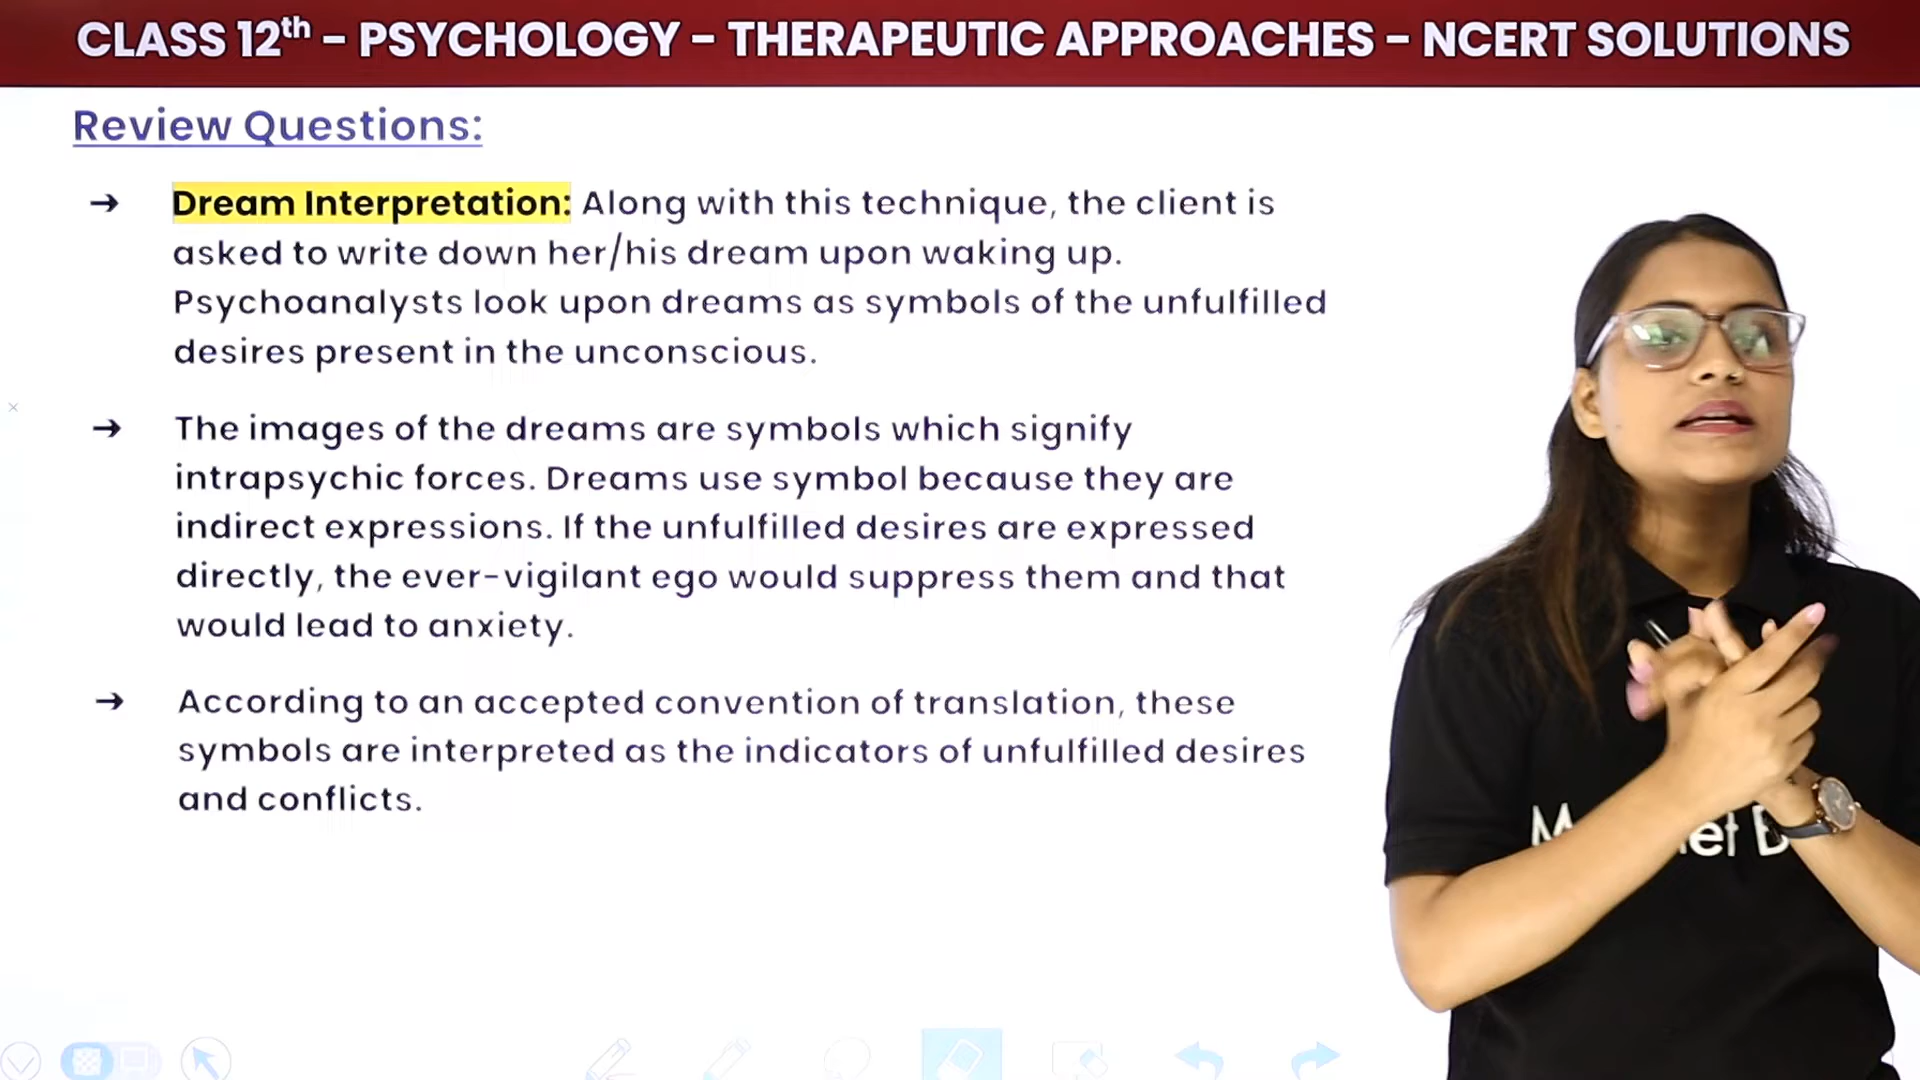 CLASS 12th - PSYCHOLOGY - THERAPEUTIC APPROACHES - NCERT SOLUTIONS
Review Questions:
→ Dream Interpretation: Along with this technique, the client is
asked to write down her/his dream upon waking up.
Psychoanalysts look upon dreams as symbols of the unfulfilled
desires present in the unconscious.
→ The images of the dreams are symbols which signify
intrapsychic forces. Dreams use symbol because they are
indirect expressions. If the unfulfilled desires are expressed
directly, the ever-vigilant ego would suppress them and that
would lead to anxiety.
→ According to an accepted convention of translation, these
symbols are interpreted as the indicators of unfulfilled desires
and conflicts.